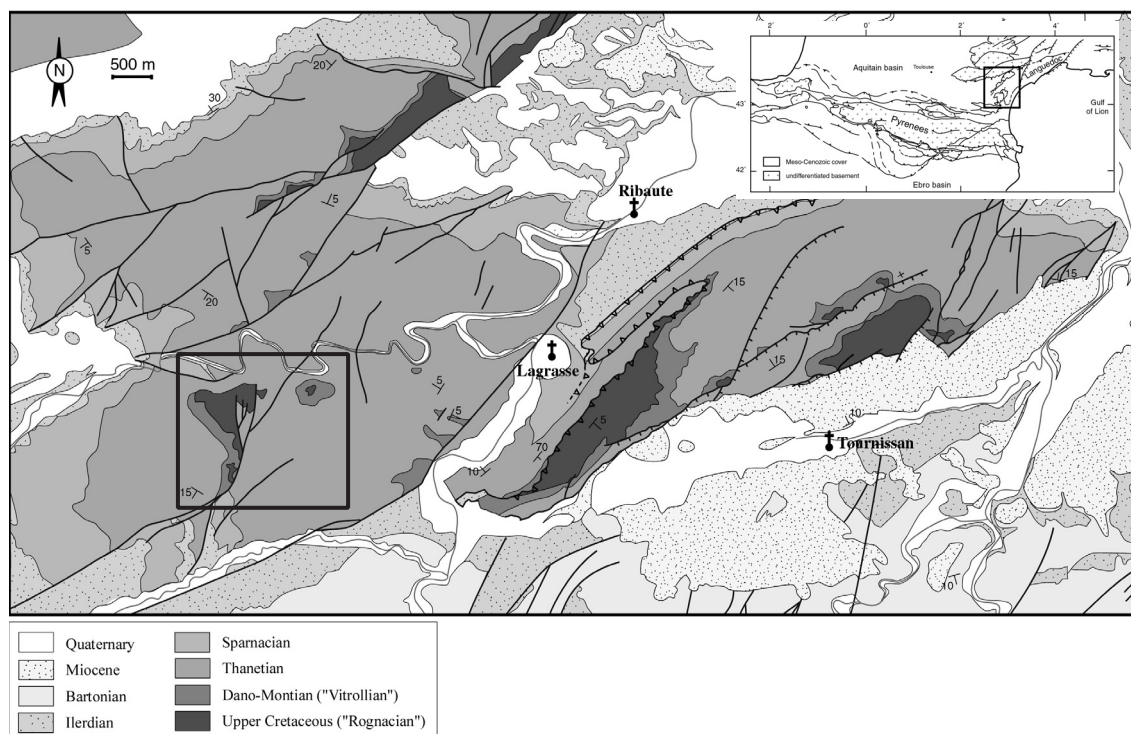 N
500 m
20
30
5
5
20
15
5
5
10
70
5
15
15
15
10
10
Ribaute
Lagrasse
Tournissan
2˚
0˚
2˚
4˚
43˚
42˚
Aquitain basin
Toulouse
Languedoc
Gulf
of Lion
Pyrenees
Ebro basin
Meso-Cenozoic cover
undifferentiated basement
Quaternary
Miocene
Bartonian
Ilerdian
Sparnacian
Thanetian
Dano-Montian ("Vitrollian")
Upper Cretaceous ("Rognacian")